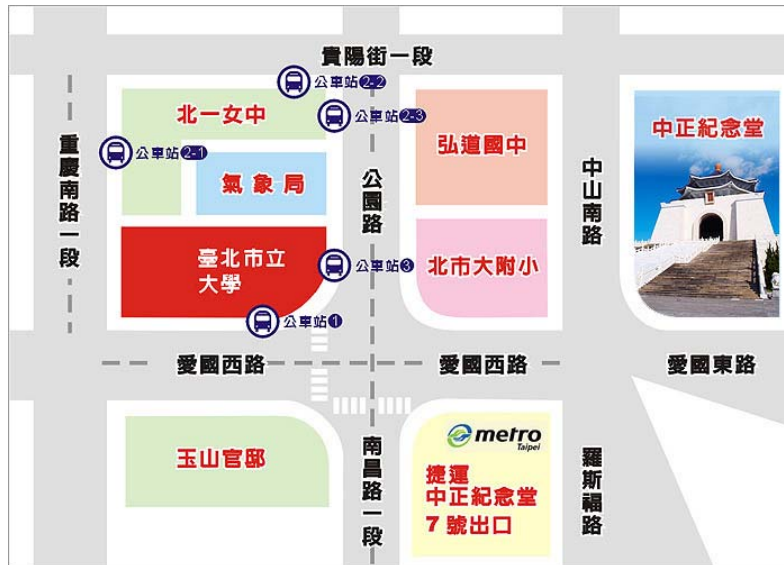 貴陽街一段
公車站2-2
北一女中
公車站2-3
弘道國中
中正紀念堂
公車站2-1
重慶南路一段
氣象局
公園路
中山南路
臺北市立
大學
公車站3
北市大附小
公車站1
愛國西路
愛國西路
愛國東路
玉山官邸
南昌路一段
metro
Taipei
捷運
中正紀念堂
7號出口
羅斯福路